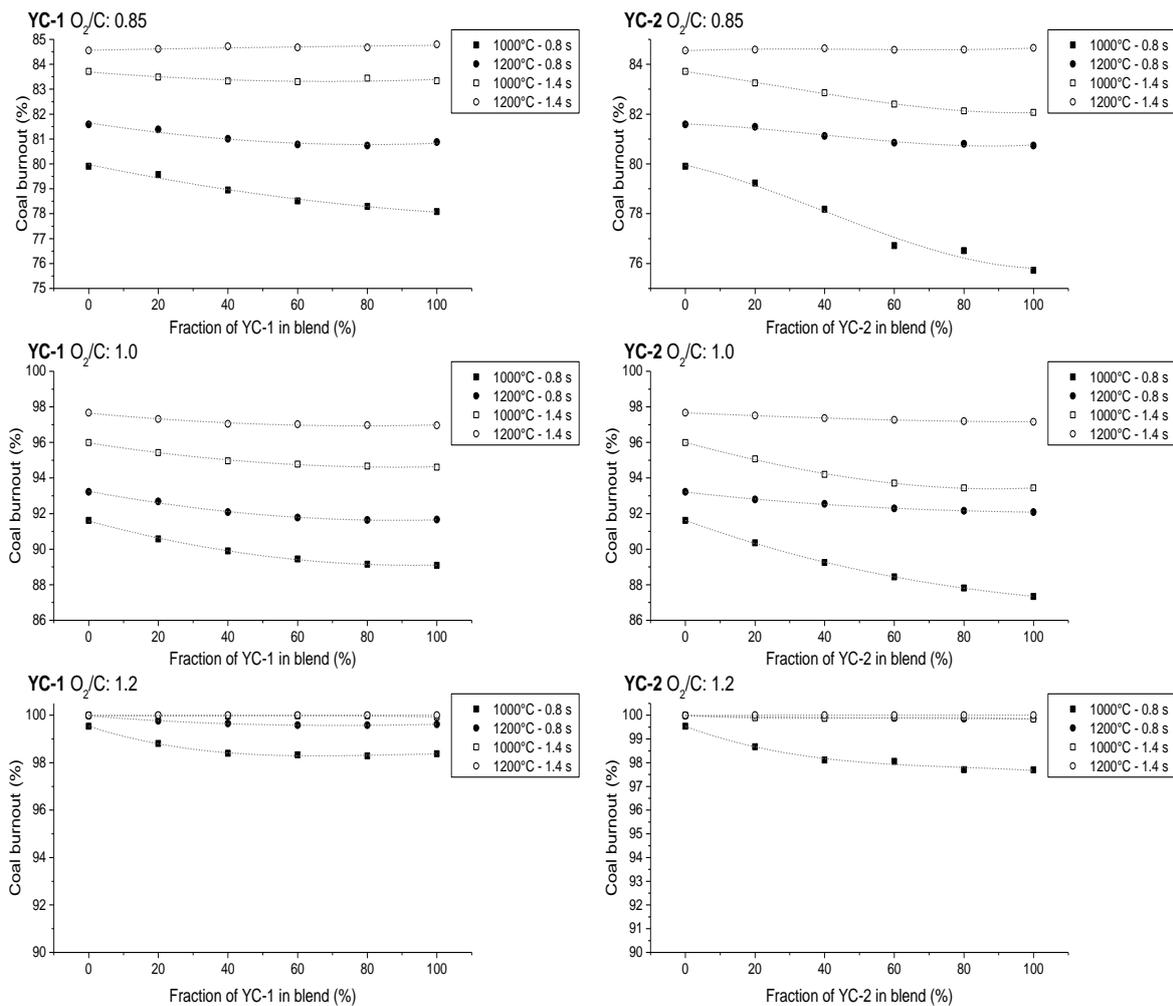 YC-1 O2/C: 0.85
85
84
83
82
81
80
79
78
77
76
75
Coal burnout (%)
0 20 40 60 80 100
Fraction of YC-1 in blend (%)
1000°C - 0.8 s
1200°C - 0.8 s
1000°C - 1.4 s
1200°C - 1.4 s
YC-2 O2/C: 0.85
84
82
80
78
76
Coal burnout (%)
0 20 40 60 80 100
Fraction of YC-2 in blend (%)
1000°C - 0.8 s
1200°C - 0.8 s
1000°C - 1.4 s
1200°C - 1.4 s
YC-1 O2/C: 1.0
100
98
96
94
92
90
88
86
Coal burnout (%)
0 20 40 60 80 100
Fraction of YC-1 in blend (%)
1000°C - 0.8 s
1200°C - 0.8 s
1000°C - 1.4 s
1200°C - 1.4 s
YC-2 O2/C: 1.0
100
98
96
94
92
90
88
86
Coal burnout (%)
0 20 40 60 80 100
Fraction of YC-2 in blend (%)
1000°C - 0.8 s
1200°C - 0.8 s
1000°C - 1.4 s
1200°C - 1.4 s
YC-1 O2/C: 1.2
100
98
96
94
92
90
Coal burnout (%)
0 20 40 60 80 100
Fraction of YC-1 in blend (%)
1000°C - 0.8 s
1200°C - 0.8 s
1000°C - 1.4 s
1200°C - 1.4 s
YC-2 O2/C: 1.2
100
99
98
97
96
95
94
93
92
91
90
Coal burnout (%)
0 20 40 60 80 100
Fraction of YC-2 in blend (%)
1000°C - 0.8 s
1200°C - 0.8 s
1000°C - 1.4 s
1200°C - 1.4 s